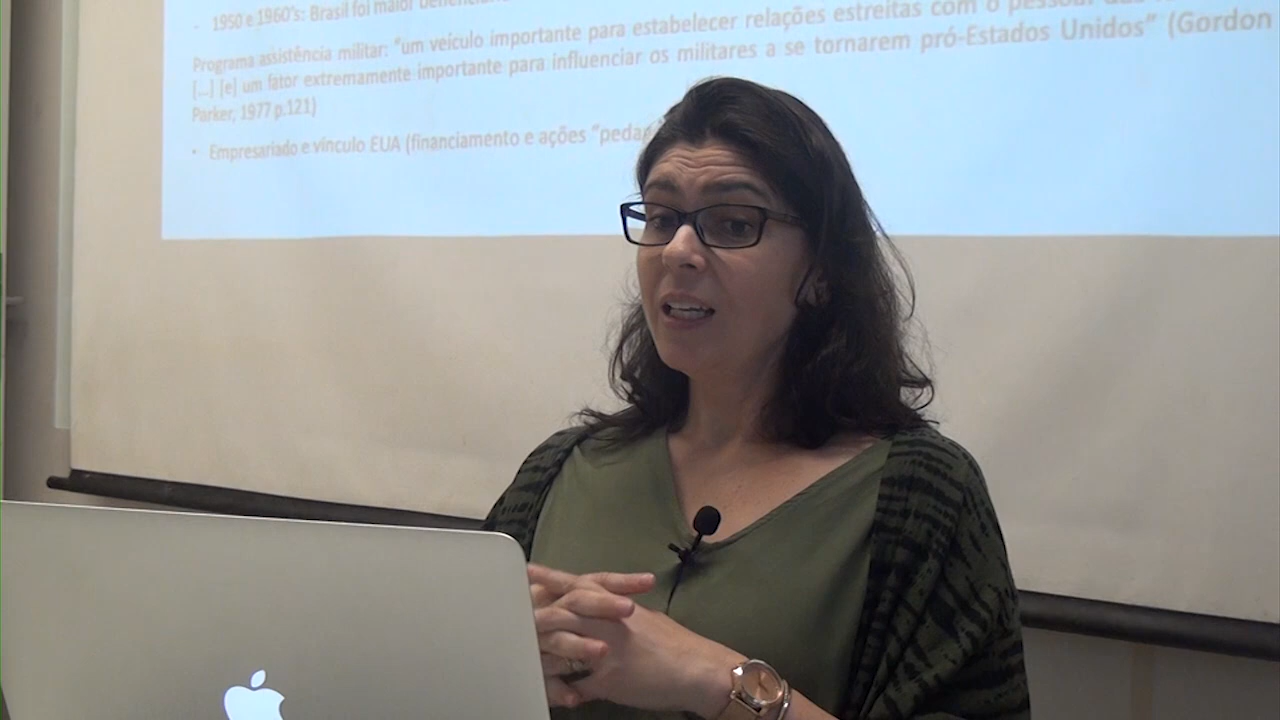 - 1950 e 1960's: Brasil foi maior
Programa assistência militar: "um veículo importante para estabelecer relações estreitas com o pessoal das
[...] [e] um fator extremamente importante para influenciar os militares a se tornarem pró-Estados Unidos" (Gordon
Parker, 1977 p.121)
• Empresariado e vínculo EUA (financiamento e ações